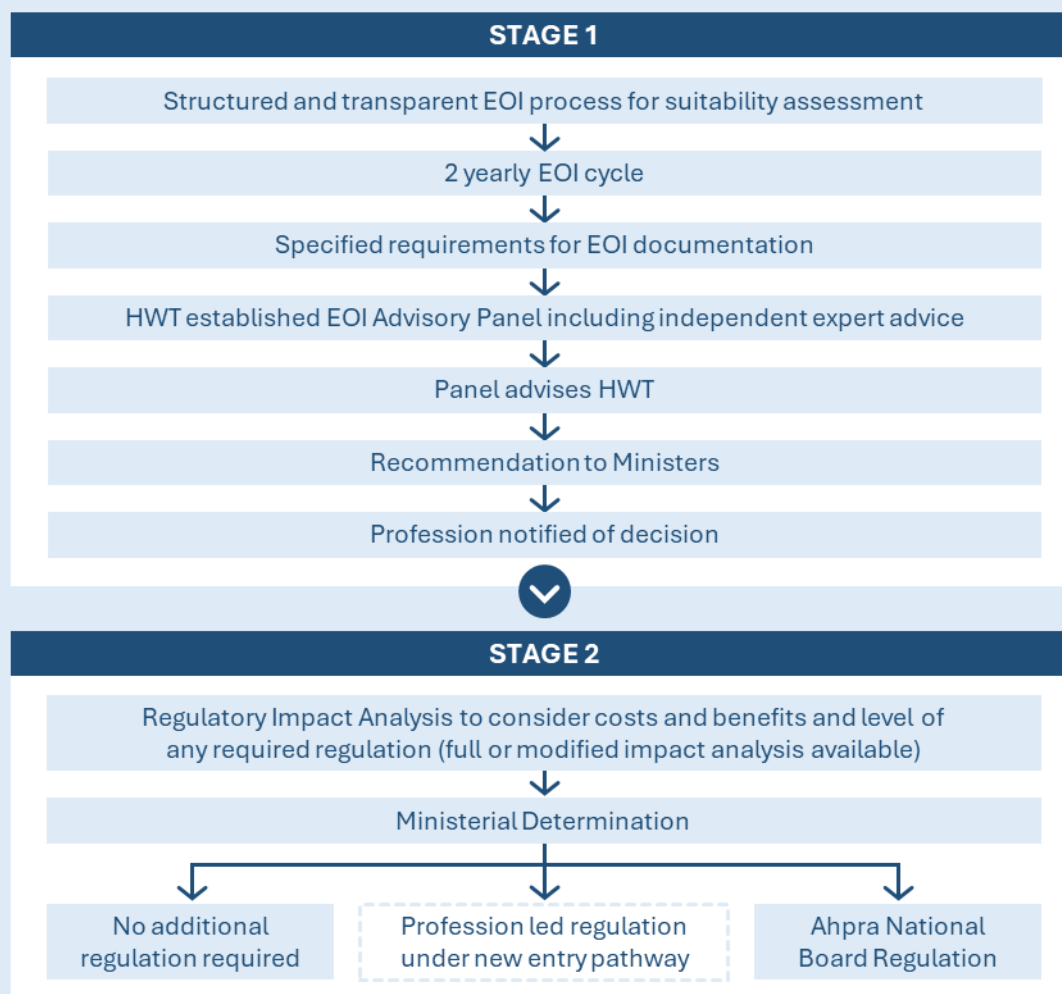 STAGE 1
Structured and transparent EOI process for suitability assessment
2 yearly EOI cycle
Specified requirements for EOI documentation
HWT established EOI Advisory Panel including independent expert advice
Panel advises HWT
Recommendation to Ministers
Profession notified of decision
STAGE 2
Regulatory Impact Analysis to consider costs and benefits and level of
any required regulation (full or modified impact analysis available)
Ministerial Determination
No additional
regulation required
Profession led regulation
under new entry pathway
Ahpra National
Board Regulation